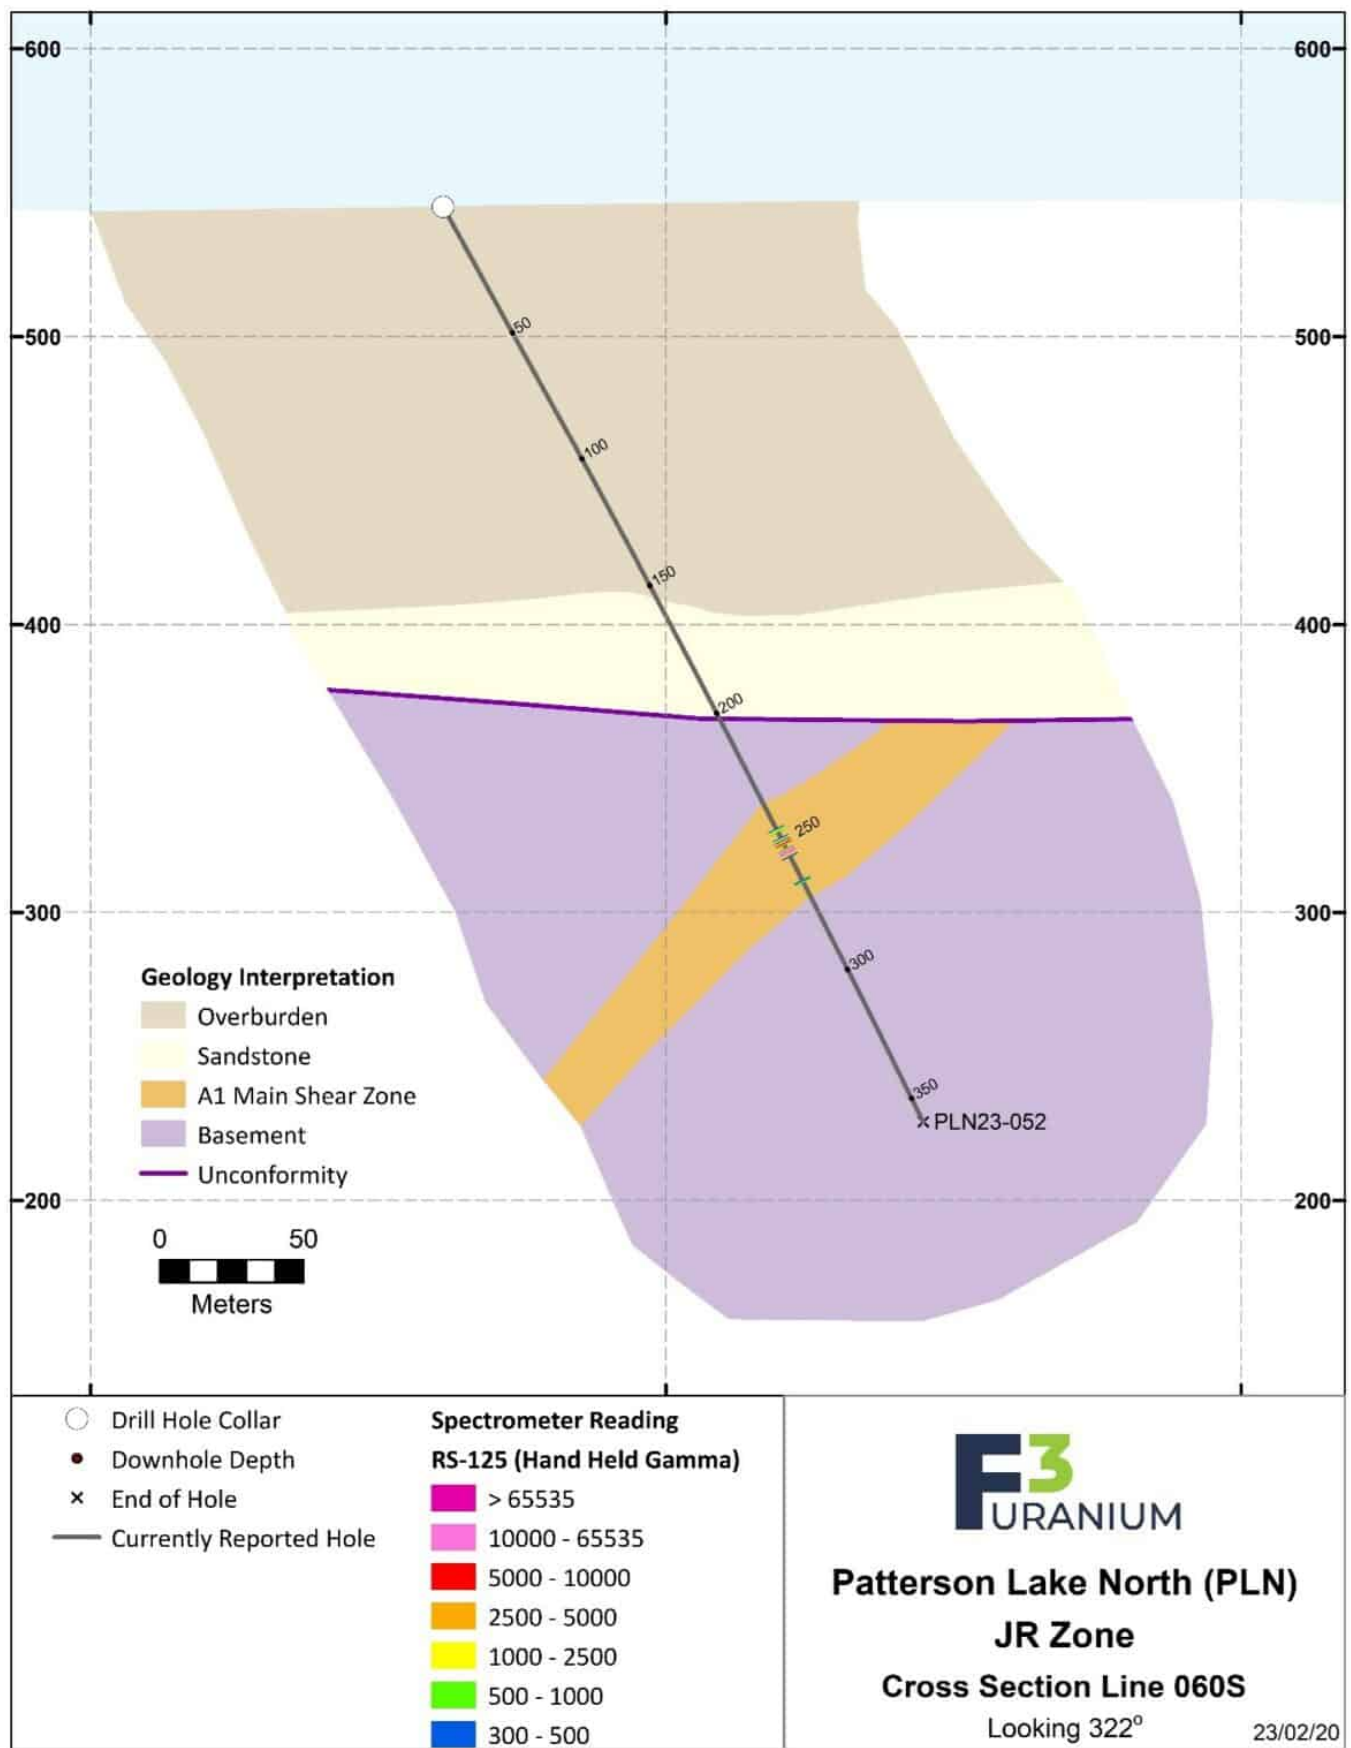 600
600
500
500
400
400
300
300
200
200
50
100
150
200
250
300
350
PLN23-052
Geology Interpretation
Overburden
Sandstone
A1 Main Shear Zone
Basement
Unconformity
0 50
Meters
Drill Hole Collar
Downhole Depth
End of Hole
Currently Reported Hole
Spectrometer Reading
RS-125 (Hand Held Gamma)
> 65535
10000 - 65535
5000 - 10000
2500 - 5000
1000 - 2500
500 - 1000
300 - 500
F3
URANIUM
Patterson Lake North (PLN)
JR Zone
Cross Section Line 060S
Looking 322°
23/02/20